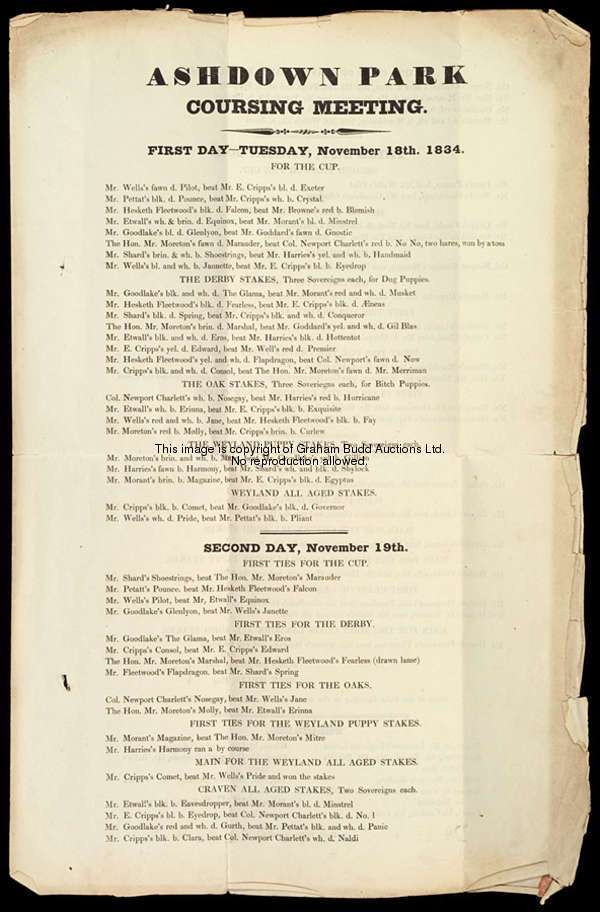 ASHDOWN PARK
COURSING MEETING.
FIRST DAY—TUESDAY, November 18th. 1834.
FOR THE CUP.
Mr. Wells's fawn d. Pilot, beat Mr. E. Cripps's bl. d. Exeter
Mr. Pettat's blk. d. Pounce, beat Mr. Cripps's wh. b. Crystal
Mr. Hesketh Fleetwood's blk. d. Falcon, beat Mr. Browne's red b. Blemish
Mr. Etwall's wh. & brin. d. Equinox, beat Mr. Morant's bl. d. Minstrel
Mr. Goodlake's bl. d. Glenlyon, beat Mr. Goddard's fawn d. Gnostic
The Hon. Mr. Moreton's fawn d. Marauder, beat Col. Newport Charlett's red b. No No, two hares, won by a toss
Mr. Shard's brin. & wh. b. Shoestrings, beat Mr. Harries's yel. and wh. b. Handmaid
Mr. Wells's bl. and wh. b. Jannette, beat Mr. E. Cripps's bl. b. Eyedrop
THE DERBY STAKES, Three Sovereigns each, for Dog Puppies.
Mr. Goodlake's blk. and wh. d. The Glama, beat Mr. Morant's red and wh. d. Musket
Mr. Hesketh Fleetwood's blk. d. Fearless, beat Mr. E. Cripps's blk. d. Æneas
Mr. Shard's blk. d. Spring, beat Mr. Cripps's blk. and wh. d. Conqueror
The Hon. Mr. Moreton's brin. d. Marshal, beat Mr. Goddard's yel. and wh. d. Gil Blas
Mr. Etwall's blk. and wh. d. Eros, beat Mr. Harries's blk. d. Hottentot
Mr. E. Cripps's yel. d. Edward, beat Mr. Well's red d. Premier
Mr. Hesketh Fleetwood's yel. and wh. d. Flapdragon, beat Col. Newport's fawn d. Now
Mr. Cripps's blk. and wh. d. Consol, beat The Hon. Mr. Moreton's fawn d. Mr. Merriman
THE OAK STAKES, Three Soveriegns each, for Bitch Puppies.
Col. Newport Charlett's wh. b. Nosegay, beat Mr. Harries's red b. Hurricane
Mr. Etwall's wh. b. Erinna, beat Mr. E. Cripps's blk. b. Exquisite
Mr. Wells's red and wh. b. Jane, beat Mr. Hesketh Fleetwood's blk. b. Fay
Mr. Moreton's red b. Molly, beat Mr. Cripps's brin. b. Curlew
THE WEYLAND PUPPY STAKES, Two Sovereigns each
This image is copyright of Graham Budd Auctions Ltd.
Mr. Moreton's brin. and wh. b.
No reproduction allowed.
Mr. Harries's fawn b. Harmony, beat Mr. Shard's wh. and blk. d. Shylock
Mr. Morant's brin. b. Magazine, beat Mr. E. Cripps's blk. d. Egyptus
WEYLAND ALL AGED STAKES.
Mr. Cripps's blk. b. Comet, beat Mr. Goodlake's blk. d. Governor
Mr. Wells's wh. d. Pride, beat Mr. Pettat's blk. b. Pliant
SECOND DAY, November 19th.
FIRST TIES FOR THE CUP.
Mr. Shard's Shoestrings, beat The Hon. Mr. Moreton's Marauder
Mr. Petatt's Pounce. beat Mr. Hesketh Fleetwood's Falcon
Mr. Wells's Pilot, beat Mr, Etwall's Equinox
Mr. Goodlake's Glenlyon, beat Mr. Wells's Janette
FIRST TIES FOR THE DERBY.
Mr. Goodlake's The Glama, beat Mr. Etwall's Eros
Mr. Cripps's Consol, beat Mr. E. Cripps's Edward
The Hon. Mr. Moreton's Marshal, beat Mr. Hesketh Fleetwood's Fearless (drawn lame)
Mr. Fleetwood's Flapdragon, beat Mr. Shard's Spring
FIRST TIES FOR THE OAKS.
Col. Newport Charlett's Nosegay, beat Mr. Wells's Jane
The Hon. Mr. Moreton's Molly, beat Mr. Etwall's Erinna
FIRST TIES FOR THE WEYLAND PUPPY STAKES.
Mr. Morant's Magazine, beat The Hon. Mr. Moreton's Mitre
Mr. Harries's Harmony ran a by course
MAIN FOR THE WEYLAND ALL AGED STAKES.
Mr. Cripps's Comet, beat Mr. Wells's Pride and won the stakes
CRAVEN ALL AGED STAKES, Two Sovereigns each.
Mr. Etwall's blk. b. Eavesdropper, beat Mr. Morant's bl. d. Minstrel
Mr. E. Cripps's bl. b. Eyedrop, beat Col. Newport Charlett's blk. d. No. 1
Mr. Goodlake's red and wh. d. Gurth, beat Mr. Pettat's blk. and wh. d. Panic
Mr. Cripps's blk. b. Clara, beat Col. Newport Charlett's wh. d. Naldi